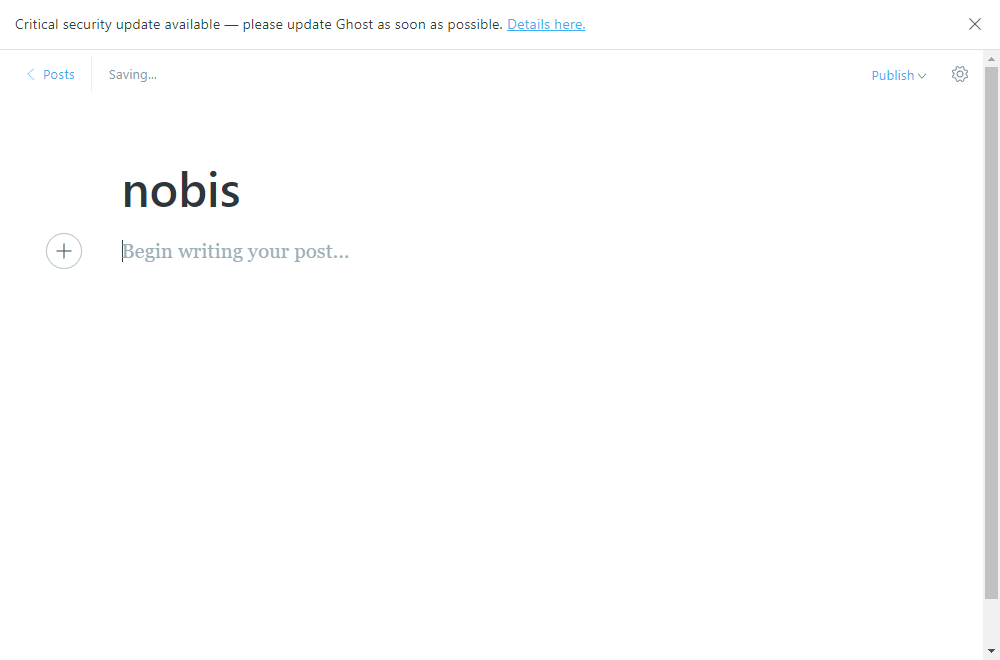 Critical security update available — please update Ghost as soon as possible. Details here.
Posts
Saving...
Publish
nobis
Begin writing your post...